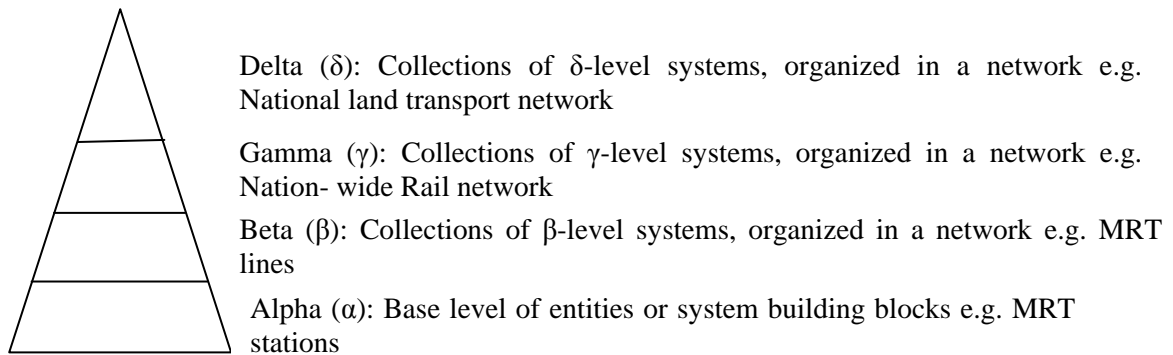 Delta (δ): Collections of δ-level systems, organized in a network e.g.
National land transport network
Gamma (γ): Collections of γ-level systems, organized in a network e.g.
Nation- wide Rail network
Beta (β): Collections of β-level systems, organized in a network e.g. MRT
lines
Alpha (α): Base level of entities or system building blocks e.g. MRT
stations